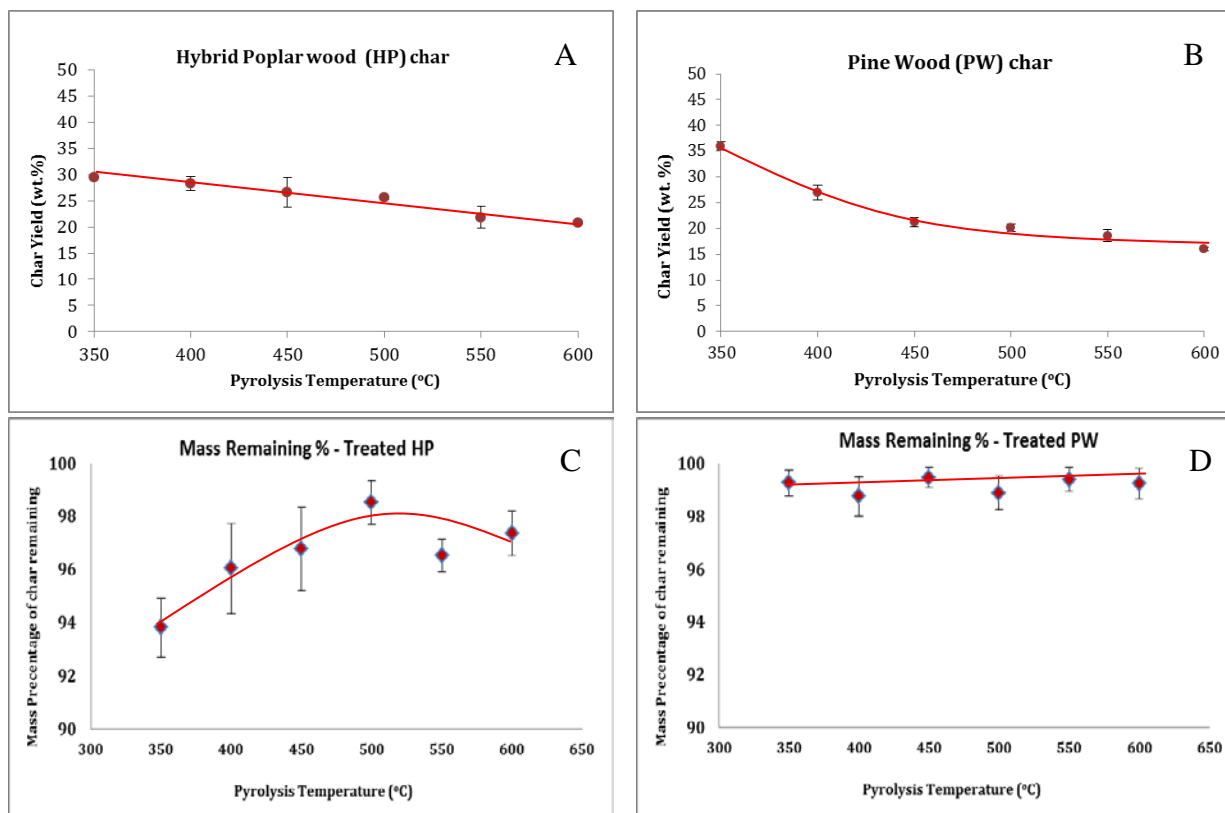 Hybrid Poplar wood (HP) char
A
50
45
40
35
30
25
20
15
10
5
0
Char Yield (wt.%)
350 400 450 500 550 600
Pyrolysis Temperature (°C)
Pine Wood (PW) char
B
50
45
40
35
30
25
20
15
10
5
0
Char Yield (wt. %)
350 400 450 500 550 600
Pyrolysis Temperature (°C)
Mass Remaining % - Treated HP
C
100
98
96
94
92
90
Mass Precentage of char remaining
300 350 400 450 500 550 600 650
Pyrolysis Temperature (°C)
Mass Remaining % - Treated PW
D
100
98
96
94
92
90
Mass Precentage of char remaining
300 350 400 450 500 550 600 650
Pyrolysis Temperature (°C)